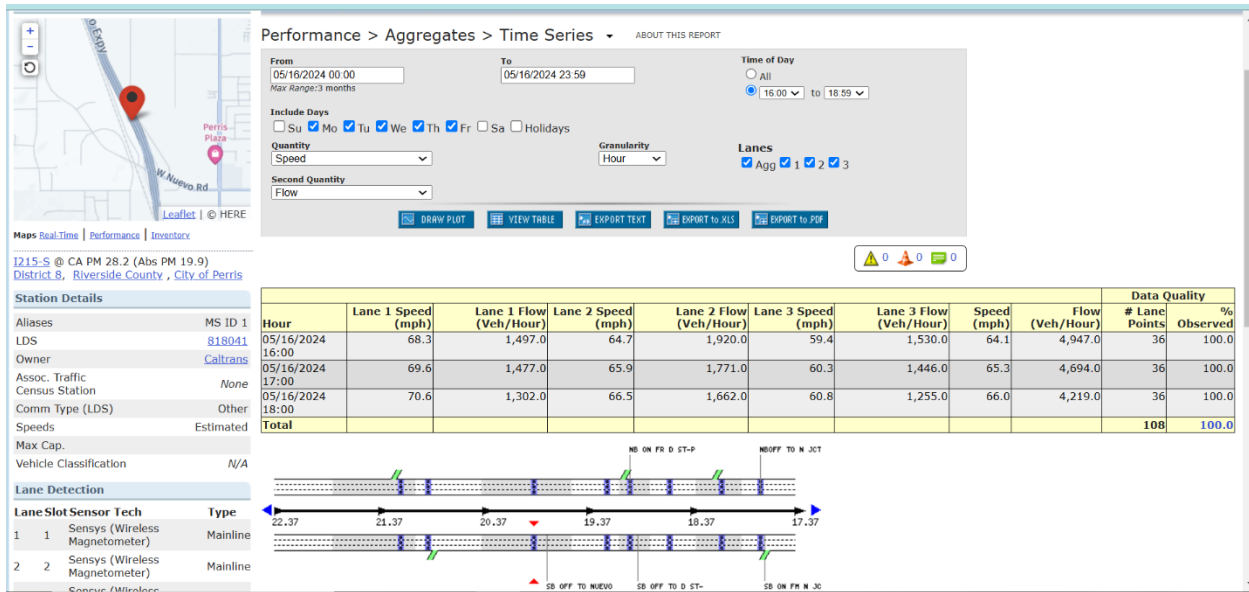 +
-
O Expy
Perris
Plaza
W.Nuevo Rd
Leaflet | © HERE
Maps Real-Time | Performance | Inventory
I215-S @ CA PM 28.2 (Abs PM 19.9)
District 8, Riverside County , City of Perris
Station Details
Aliases MS ID 1
LDS 818041
Owner Caltrans
Assoc. Traffic
Census Station None
Comm Type (LDS) Other
Speeds Estimated
Max Cap.
Vehicle Classification N/A
Lane Detection
Lane Slot Sensor Tech Type
1 1 Sensys (Wireless Magnetometer) Mainline
2 2 Sensys (Wireless Magnetometer) Mainline
Sensys (Wireless
Performance > Aggregates > Time Series ABOUT THIS REPORT
From To Time of Day
05/16/2024 00:00 05/16/2024 23:59 All
Max Range:3 months
16:00 to 18:59
Include Days
Su Mo Tu We Th Fr Sa Holidays
Quantity Granularity Lanes
Speed Hour Agg 1 2 3
Second Quantity
Flow
DRAW PLOT VIEW TABLE EXPORT TEXT EXPORT to .XLS EXPORT to .PDF
0 0 0
Data Quality
Hour Lane 1 Speed (mph) Lane 1 Flow (Veh/Hour) Lane 2 Speed (mph) Lane 2 Flow (Veh/Hour) Lane 3 Speed (mph) Lane 3 Flow (Veh/Hour) Speed (mph) Flow (Veh/Hour) # Lane Points % Observed
05/16/2024 16:00 68.3 1,497.0 64.7 1,920.0 59.4 1,530.0 64.1 4,947.0 36 100.0
05/16/2024 17:00 69.6 1,477.0 65.9 1,771.0 60.3 1,446.0 65.3 4,694.0 36 100.0
05/16/2024 18:00 70.6 1,302.0 66.5 1,662.0 60.8 1,255.0 66.0 4,219.0 36 100.0
Total 108 100.0
NB ON FR D ST-P NBOFF TO N JCT
22.37 21.37 20.37 19.37 18.37 17.37
SB OFF TO NUEVO SB OFF TO D ST- SB ON FM N JC